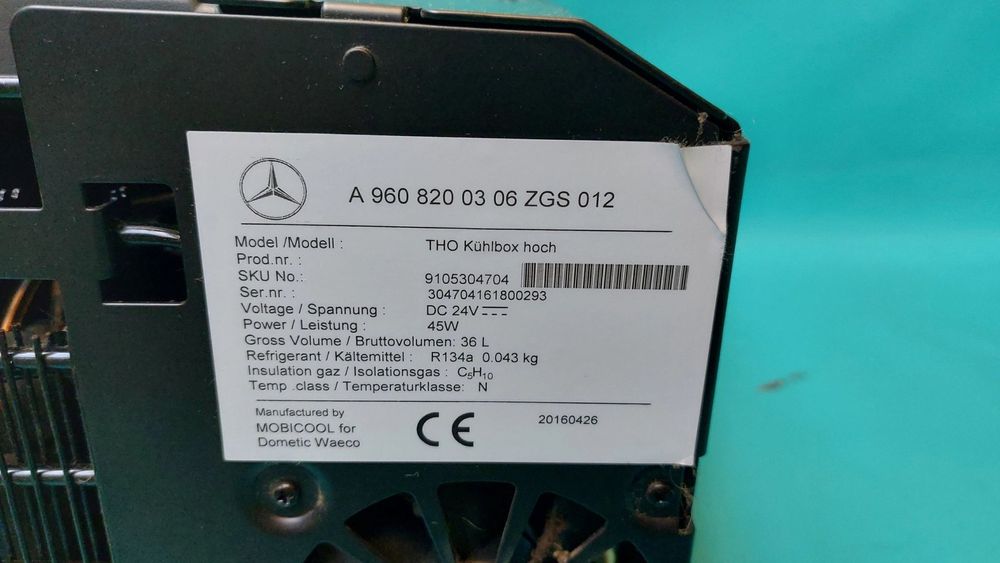 A 960 820 03 06 ZGS 012
Model /Modell : THO Kühlbox hoch
Prod.nr. :
SKU No.: 9105304704
Ser.nr. : 304704161800293
Voltage / Spannung : DC 24V
Power / Leistung : 45W
Gross Volume / Bruttovolumen: 36 L
Refrigerant / Kältemittel : R134a 0.043 kg
Insulation gaz / Isolationsgas : C₅H₁₀
Temp .class / Temperaturklasse: N
Manufactured by
MOBICOOL for
Dometic Waeco
CE
20160426